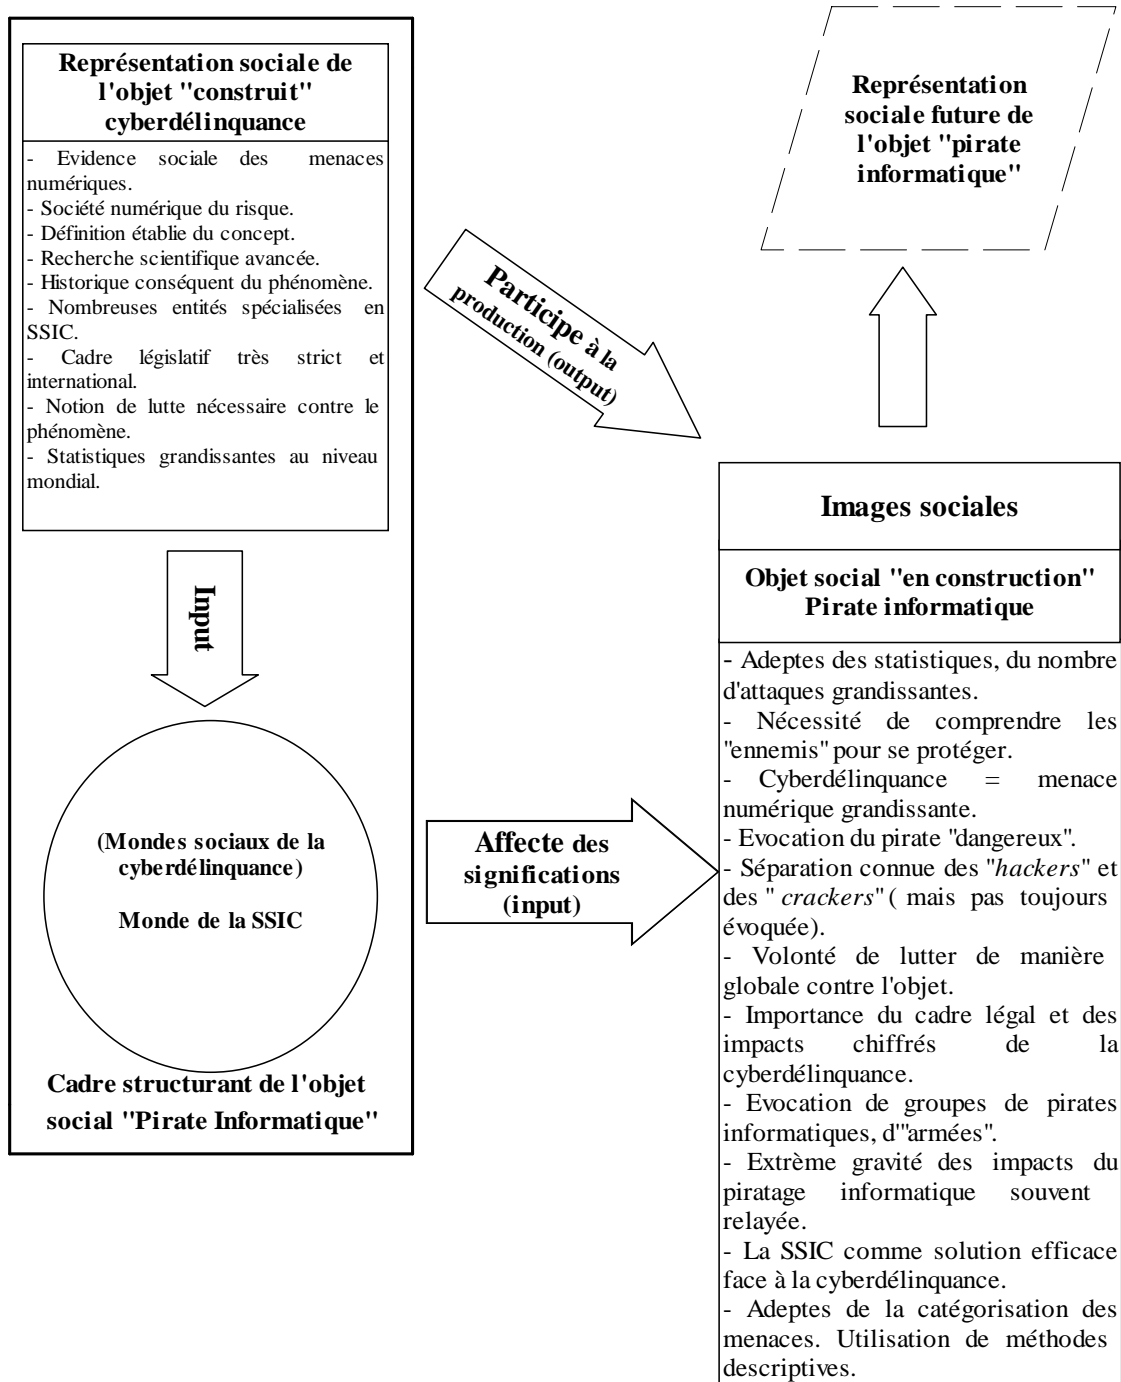 Représentation sociale de
l'objet "construit"
cyberdélinquance
- Evidence sociale des menaces
numériques.
- Société numérique du risque.
- Définition établie du concept.
- Recherche scientifique avancée.
- Historique conséquent du phénomène.
- Nombreuses entités spécialisées en
SSIC.
- Cadre législatif très strict et
international.
- Notion de lutte nécessaire contre le
phénomène.
- Statistiques grandissantes au niveau
mondial.
Input
(Mondes sociaux de la
cyberdélinquance)
Monde de la SSIC
Cadre structurant de l'objet
social "Pirate Informatique"
Participe à la
production (output)
Affecte des
significations
(input)
Représentation
sociale future de
l'objet "pirate
informatique"
Images sociales
Objet social "en construction"
Pirate informatique
- Adeptes des statistiques, du nombre
d'attaques grandissantes.
- Nécessité de comprendre les
"ennemis" pour se protéger.
- Cyberdélinquance = menace
numérique grandissante.
- Evocation du pirate "dangereux".
- Séparation connue des "hackers" et
des " crackers" ( mais pas toujours
évoquée).
- Volonté de lutter de manière
globale contre l'objet.
- Importance du cadre légal et des
impacts chiffrés de la
cyberdélinquance.
- Evocation de groupes de pirates
informatiques, d'"armées".
- Extrême gravité des impacts du
piratage informatique souvent
relayée.
- La SSIC comme solution efficace
face à la cyberdélinquance.
- Adeptes de la catégorisation des
menaces. Utilisation de méthodes
descriptives.